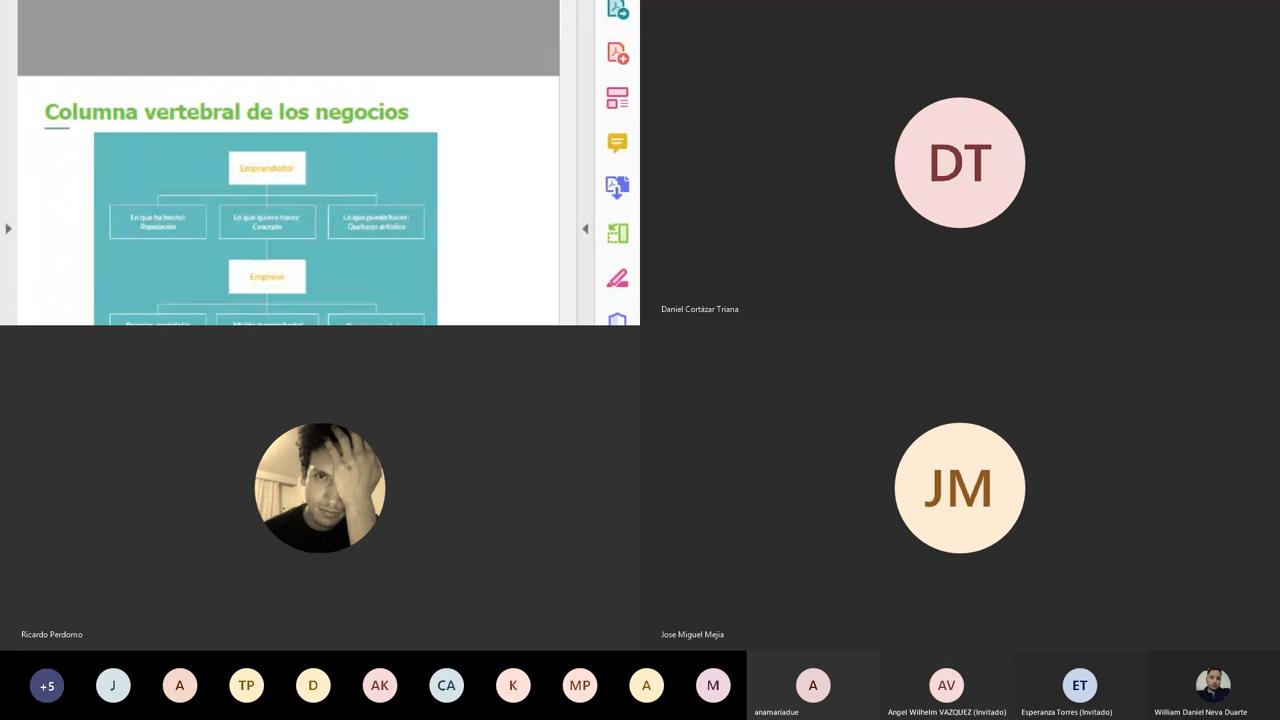 Columna vertebral de los negocios
Emprendedor
Lo que ha hecho:
Reputación
Lo que quiere hacer:
Concepto
Lo que puede hacer:
Quehacer artístico
Empresa
DT
Daniel Cortázar Triana
Ricardo Perdomo
JM
Jose Miguel Mejia
+5
J
A
TP
D
AK
CA
K
MP
A
M
A
anamariadue
AV
Angel Wilhelm VAZQUEZ (Invitado)
ET
Esperanza Torres (Invitado)
William Daniel Neva Duarte